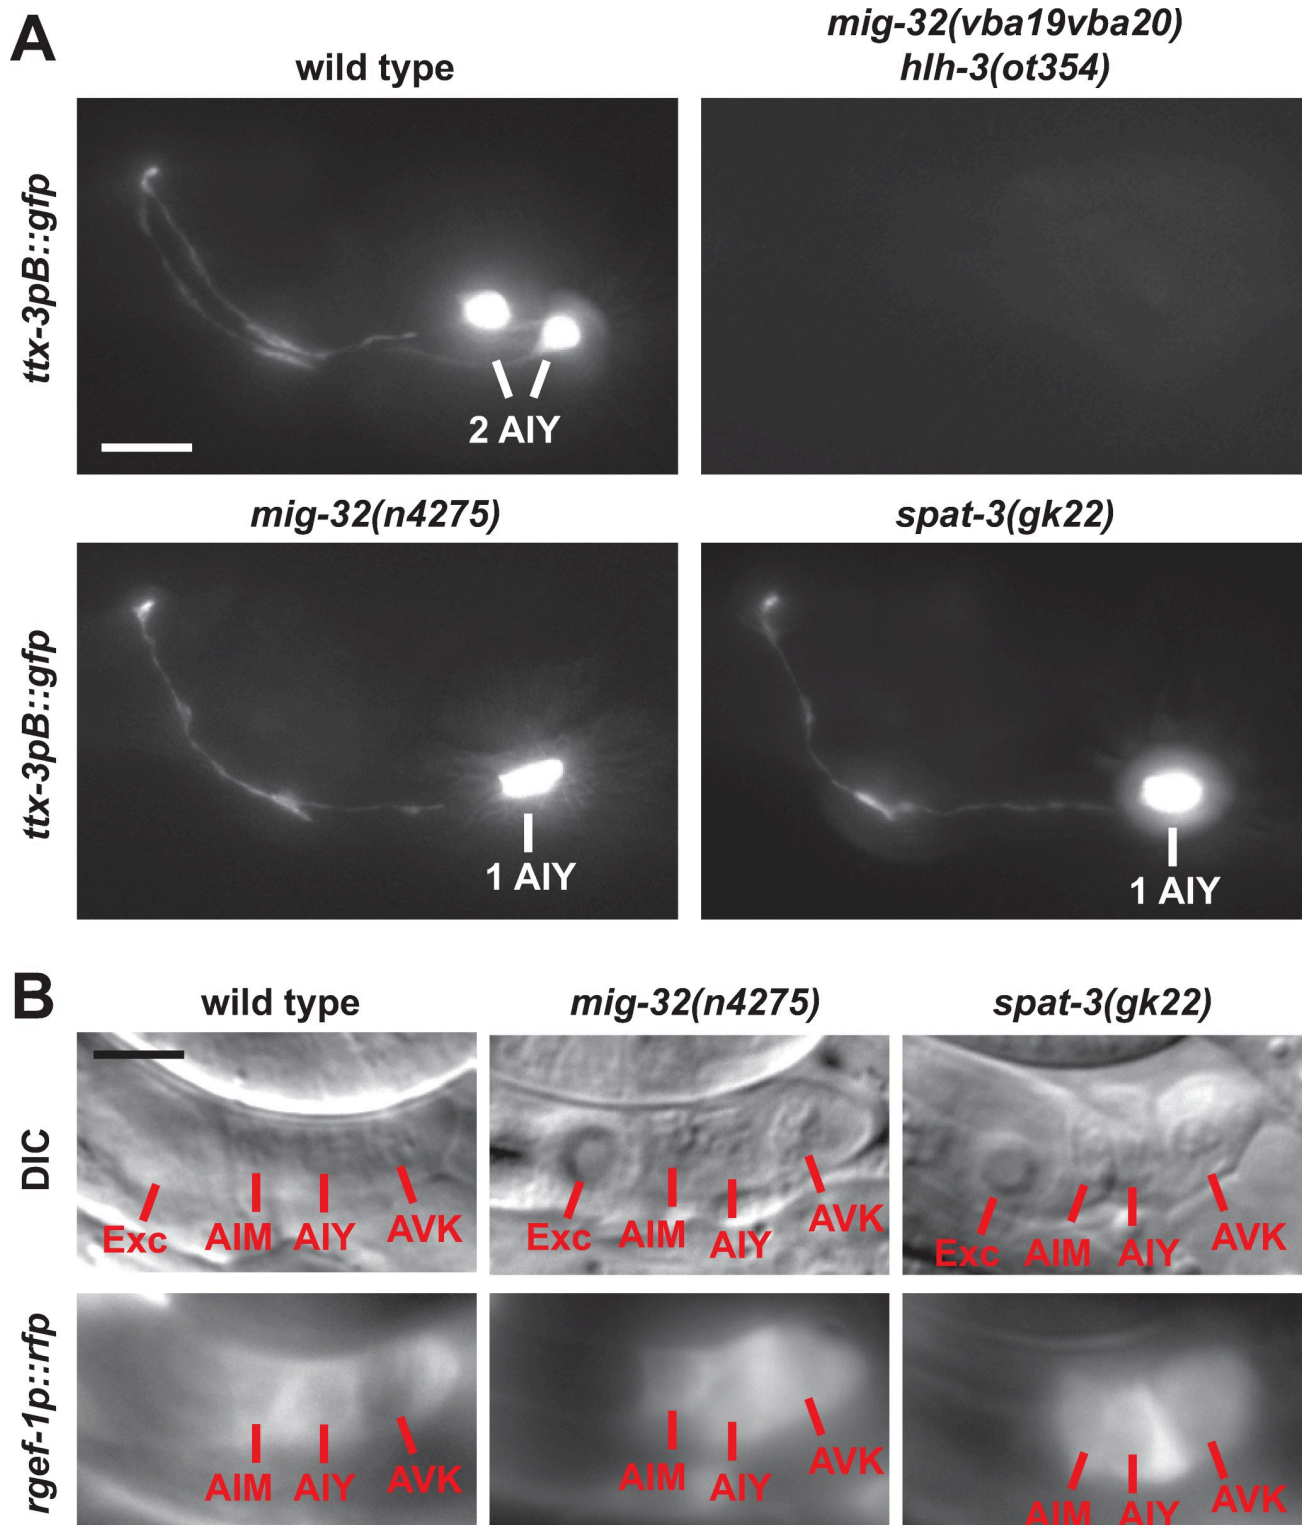 A
wild type
mig-32(vba19vba20)
hlh-3(ot354)
ttx-3pB::gfp
2 AIY
mig-32(n4275)
spat-3(gk22)
ttx-3pB::gfp
1 AIY
1 AIY
B
wild type
mig-32(n4275)
spat-3(gk22)
DIC
Exc AIM AIY AVK
Exc AIM AIY AVK
Exc AIM AIY AVK
rgef-1p::rfp
AIM AIY AVK
AIM AIY AVK
AIM AIY AVK